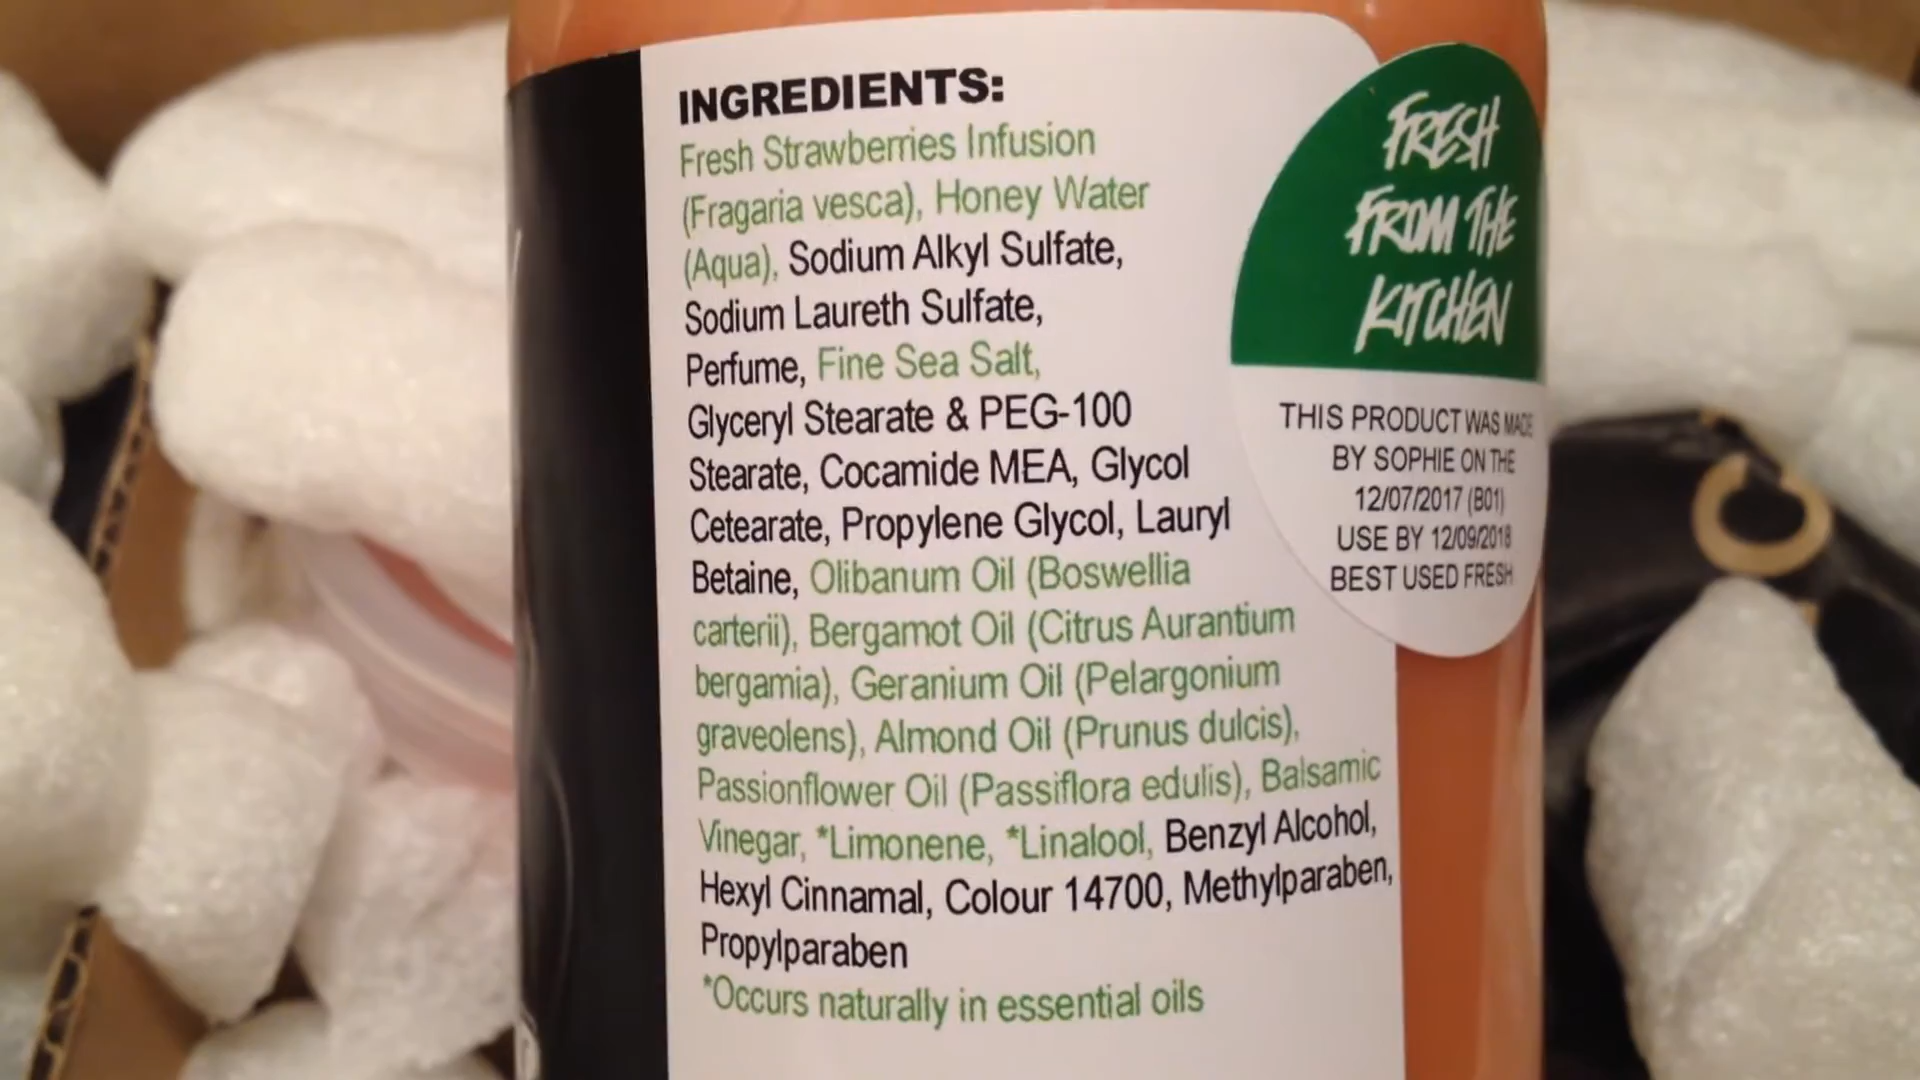 INGREDIENTS:
Fresh Strawberries Infusion
(Fragaria vesca), Honey Water
(Aqua), Sodium Alkyl Sulfate,
Sodium Laureth Sulfate,
Perfume, Fine Sea Salt,
Glyceryl Stearate & PEG-100
Stearate, Cocamide MEA, Glycol
Cetearate, Propylene Glycol, Lauryl
Betaine, Olibanum Oil (Boswellia
carterii), Bergamot Oil (Citrus Aurantium
bergamia), Geranium Oil (Pelargonium
graveolens), Almond Oil (Prunus dulcis),
Passionflower Oil (Passiflora edulis), Balsamic
Vinegar, *Limonene, *Linalool, Benzyl Alcohol,
Hexyl Cinnamal, Colour 14700, Methylparaben,
Propylparaben
*Occurs naturally in essential oils
FRESH
FROM THE
KITCHEN
THIS PRODUCT WAS MADE
BY SOPHIE ON THE
12/07/2017 (B01)
USE BY 12/09/2018
BEST USED FRESH